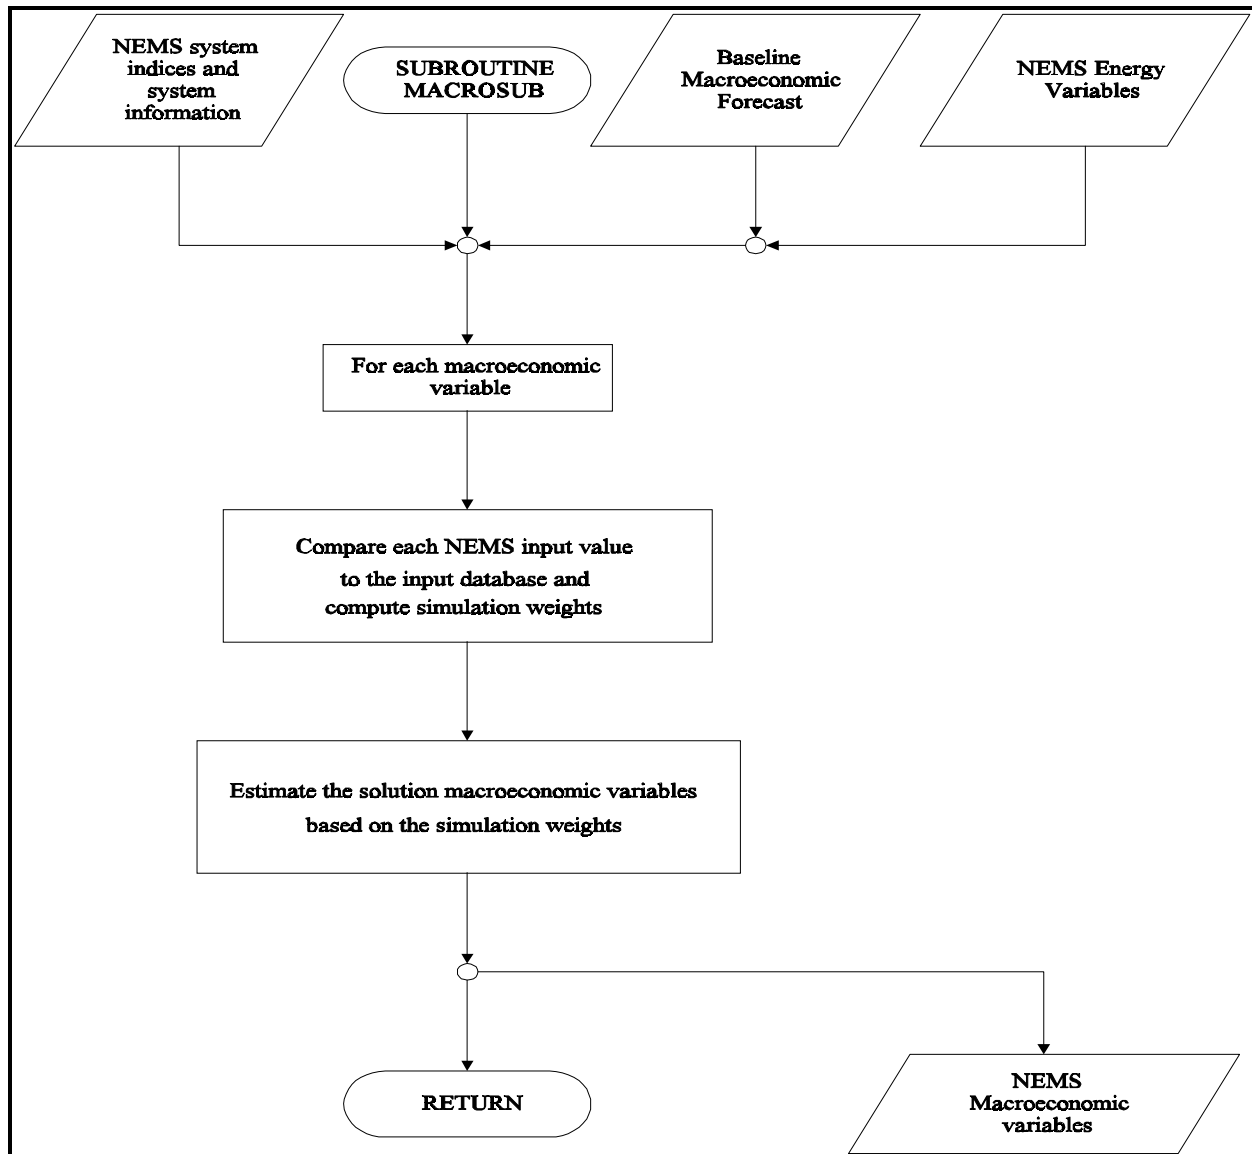 NEMS system
indices and
system
information
SUBROUTINE
MACROSUB
Baseline
Macroeconomic
Forecast
NEMS Energy
Variables
For each macroeconomic
variable
Compare each NEMS input value
to the input database and
compute simulation weights
Estimate the solution macroeconomic variables
based on the simulation weights
RETURN
NEMS
Macroeconomic
variables